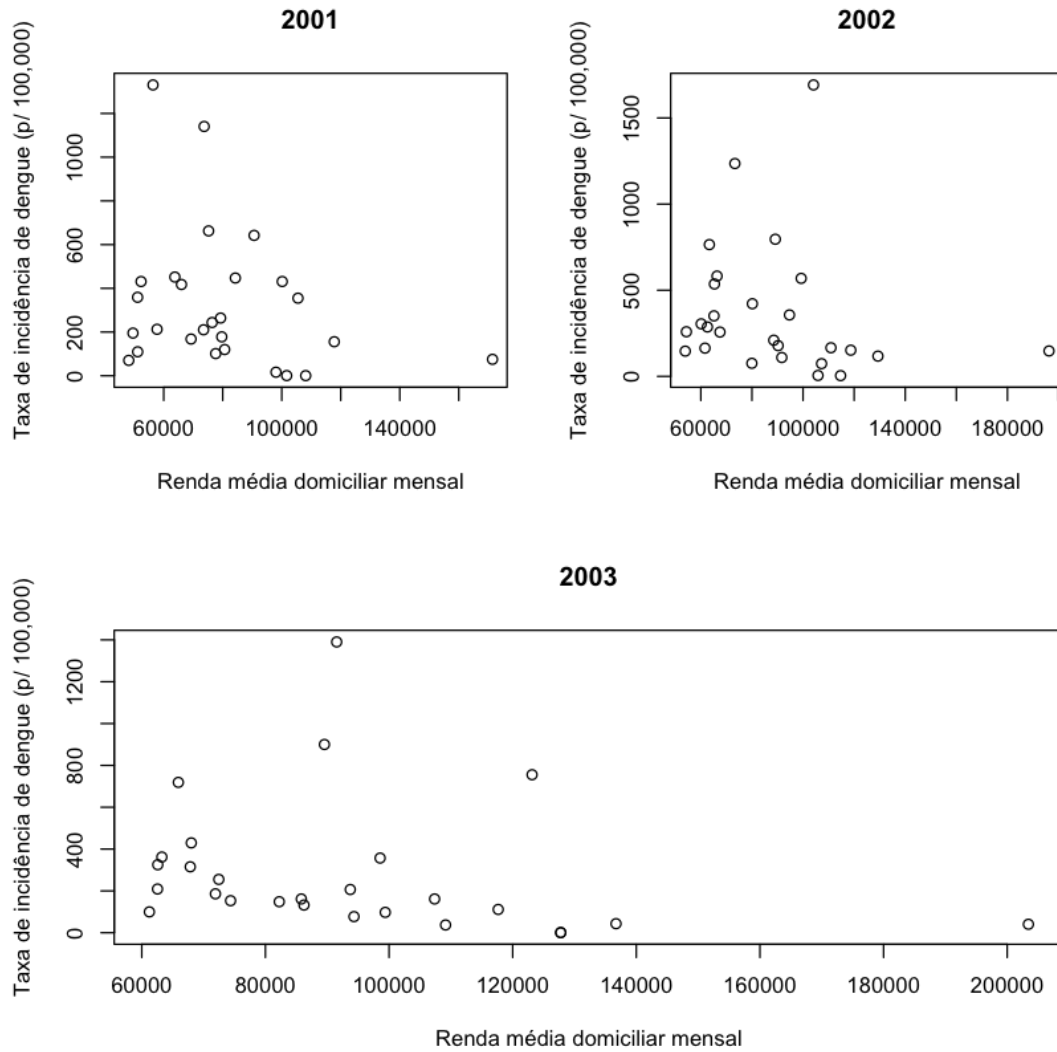 2001
Taxa de incidência de dengue (p/ 100,000)
0
200
600
1000
60000 100000 140000
Renda média domiciliar mensal
2002
Taxa de incidência de dengue (p/ 100,000)
0
500
1000
1500
60000 100000 140000 180000
Renda média domiciliar mensal
2003
Taxa de incidência de dengue (p/ 100,000)
0
400
800
1200
60000 80000 100000 120000 140000 160000 180000 200000
Renda média domiciliar mensal